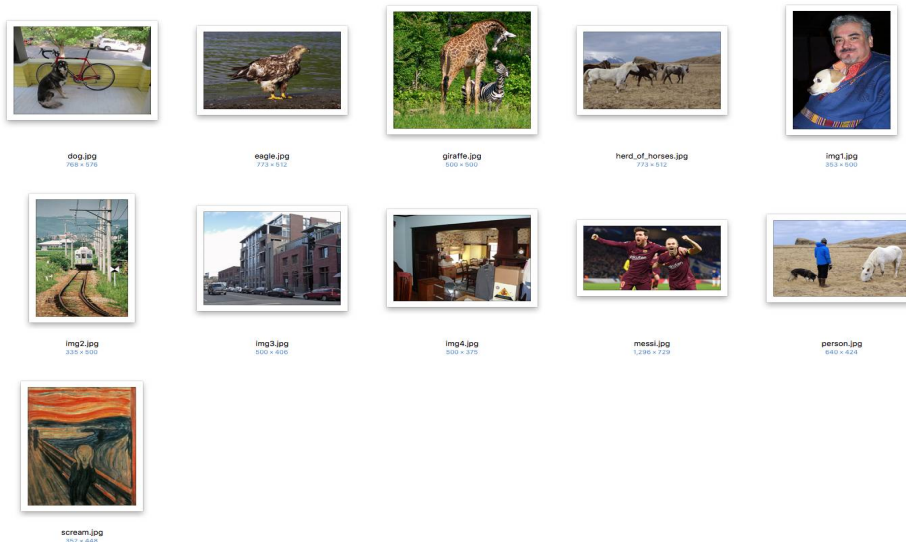 dog.jpg
768 × 576
eagle.jpg
773 × 512
giraffe.jpg
500 × 500
herd_of_horses.jpg
773 × 512
img1.jpg
353 × 500
img2.jpg
335 × 500
img3.jpg
500 × 406
img4.jpg
500 × 375
messi.jpg
1,296 × 729
person.jpg
640 × 424
scream.jpg